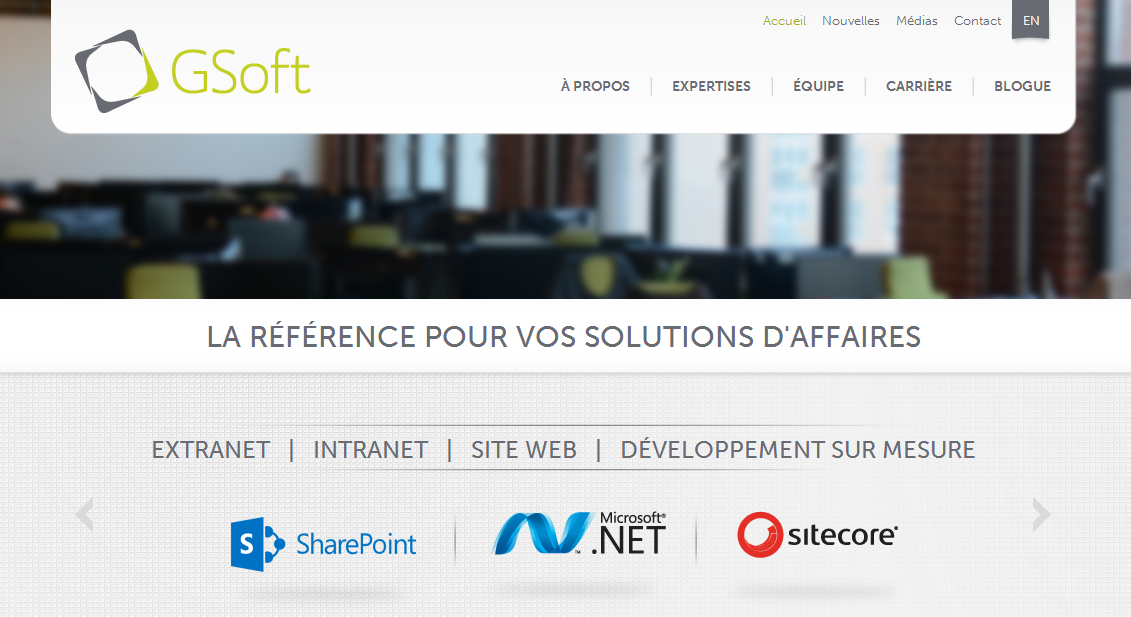 Accueil Nouvelles Médias Contact EN
GSoft
À PROPOS | EXPERTISES | ÉQUIPE | CARRIÈRE | BLOGUE
LA RÉFÉRENCE POUR VOS SOLUTIONS D'AFFAIRES
EXTRANET | INTRANET | SITE WEB | DÉVELOPPEMENT SUR MESURE
S SharePoint
Microsoft®
.NET
™
sitecore®